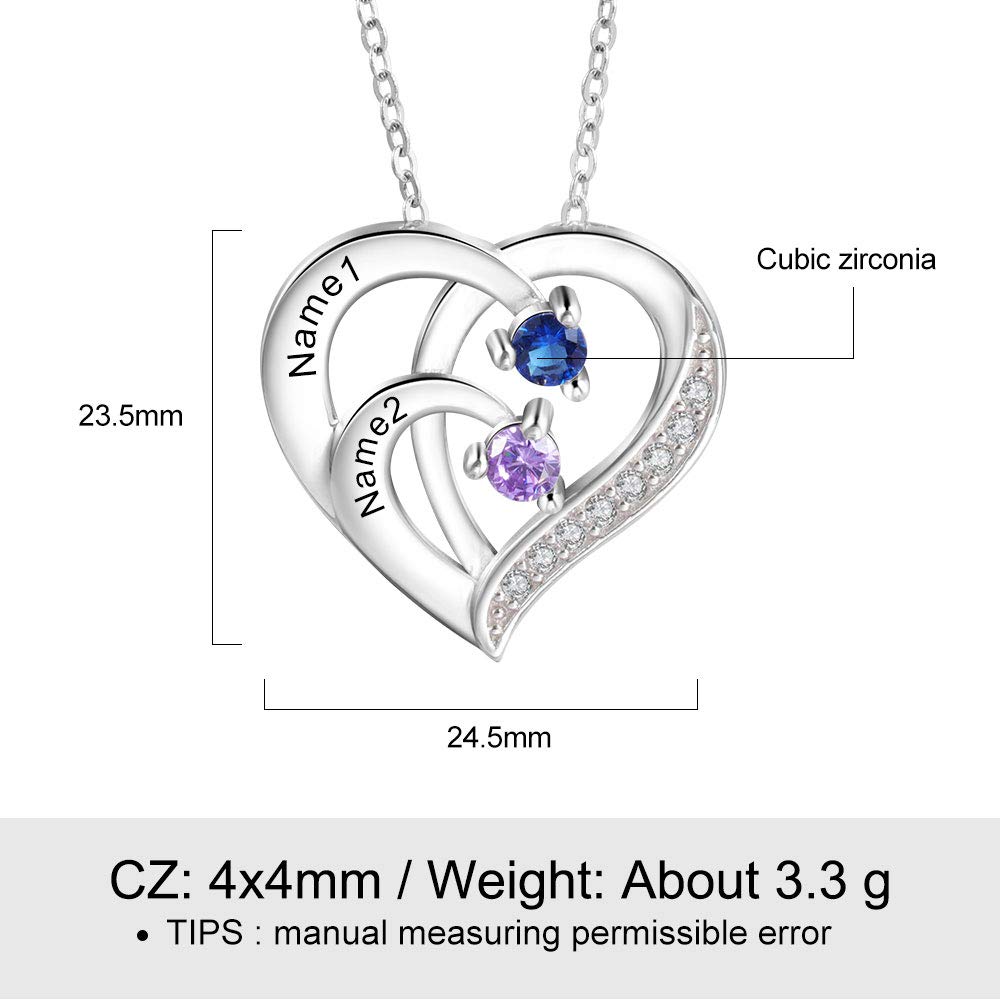 Cubic zirconia
Name1
Name2
23.5mm
24.5mm
CZ: 4x4mm / Weight: About 3.3 g
• TIPS : manual measuring permissible error